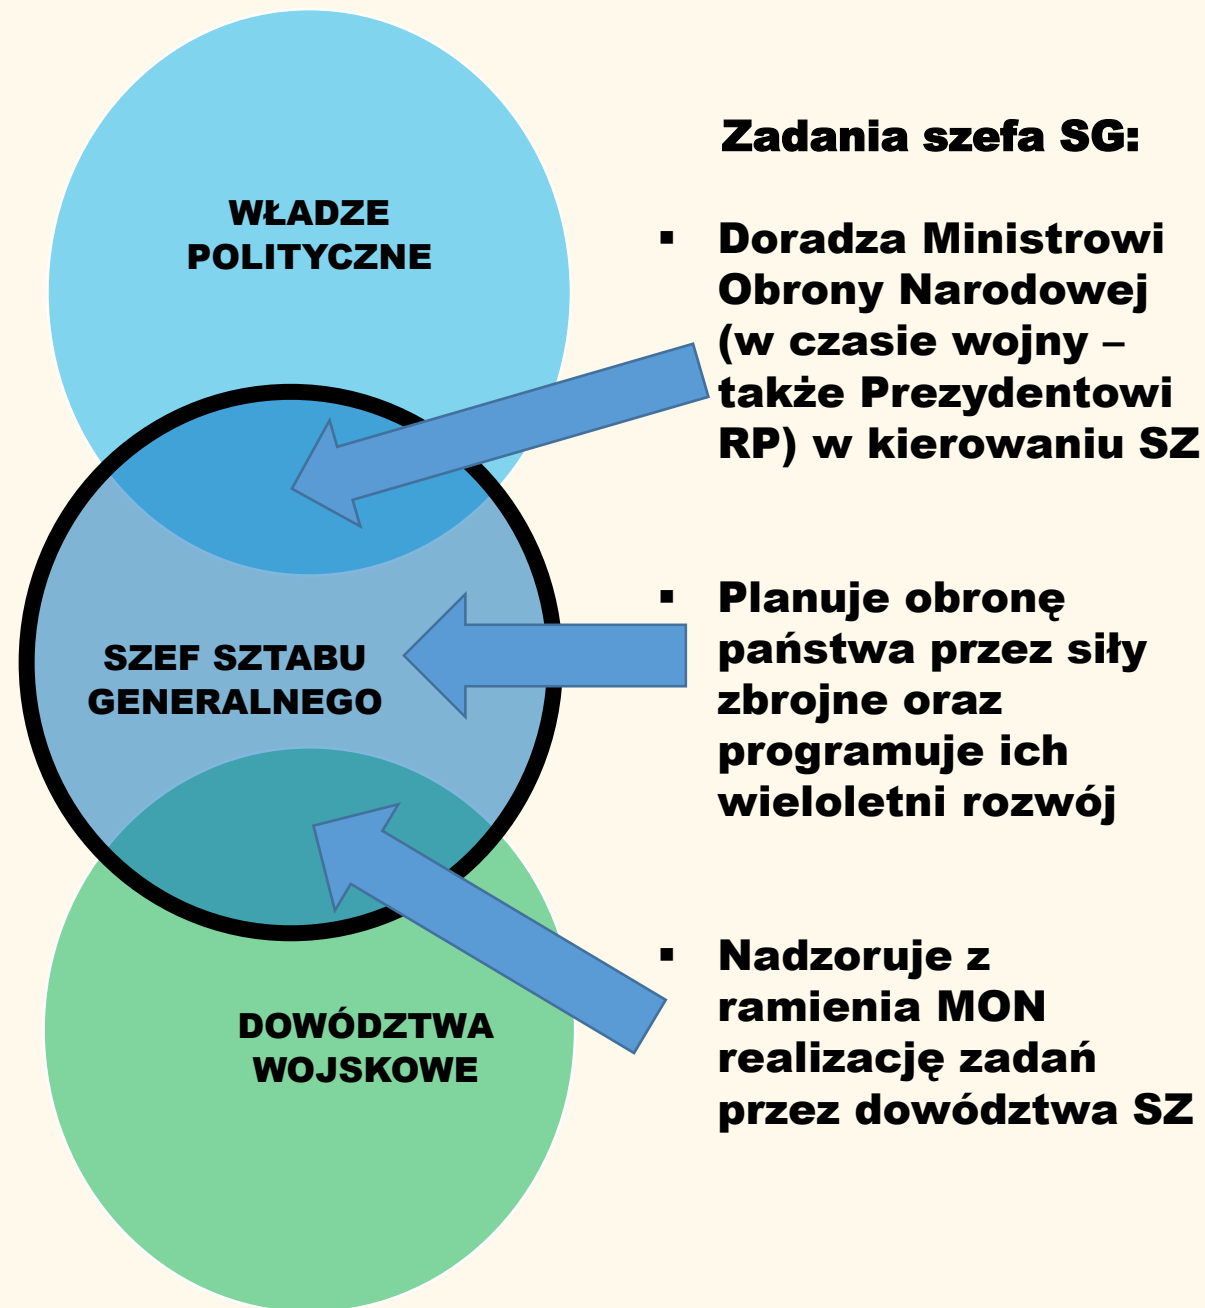 WŁADZE
POLITYCZNE
SZEF SZTABU
GENERALNEGO
DOWÓDZTWA
WOJSKOWE
Zadania szefa SG:
▪ Doradza Ministrowi
Obrony Narodowej
(w czasie wojny –
także Prezydentowi
RP) w kierowaniu SZ
▪ Planuje obronę
państwa przez siły
zbrojne oraz
programuje ich
wieloletni rozwój
▪ Nadzoruje z
ramienia MON
realizację zadań
przez dowództwa SZ